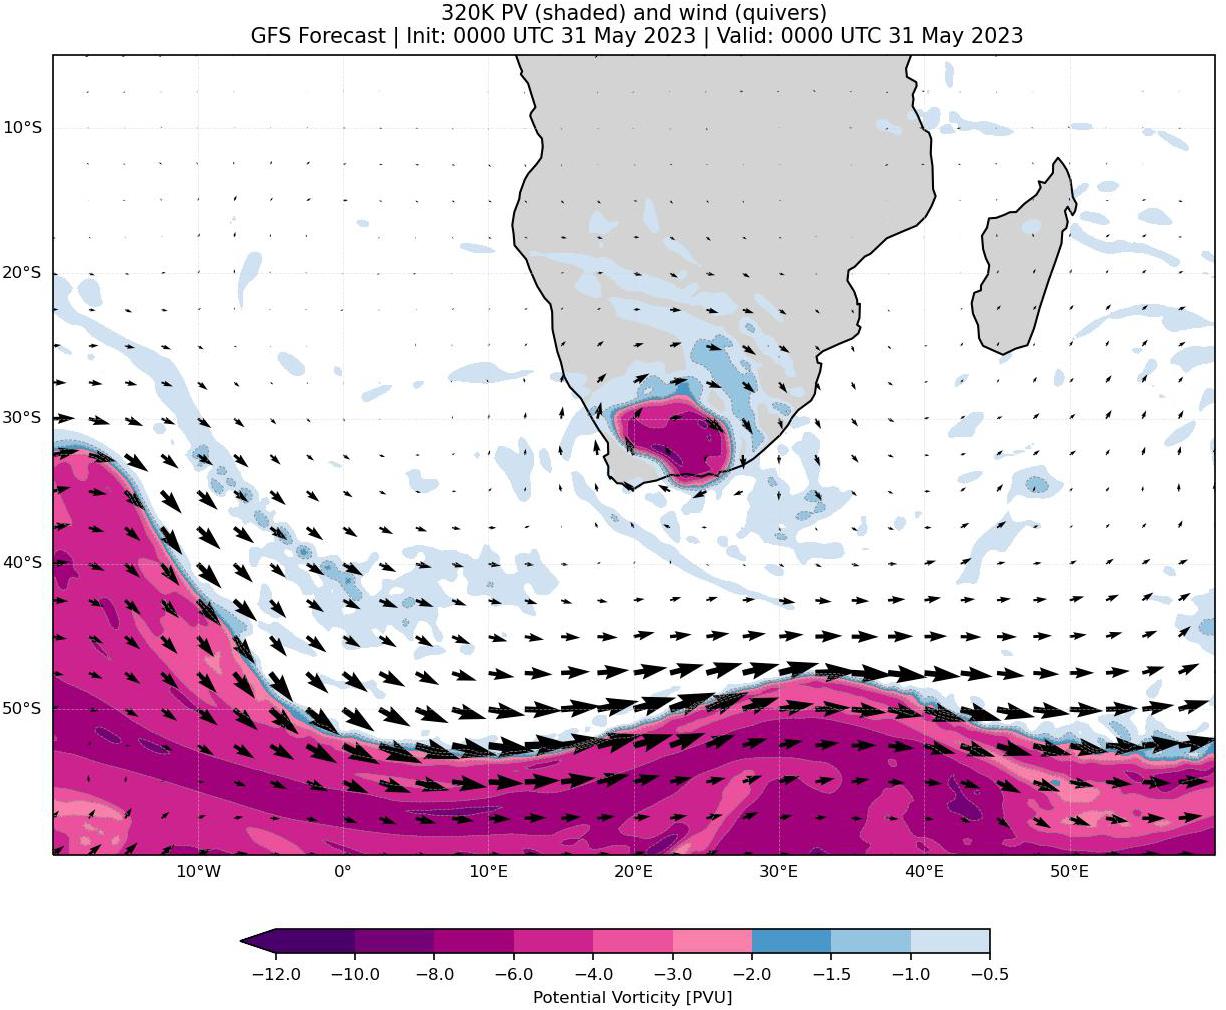 320K PV (shaded) and wind (quivers)
GFS Forecast | Init: 0000 UTC 31 May 2023 | Valid: 0000 UTC 31 May 2023
10°S
20°S
30°S
40°S
50°S
10°W 0° 10°E 20°E 30°E 40°E 50°E
−12.0 −10.0 −8.0 −6.0 −4.0 −3.0 −2.0 −1.5 −1.0 −0.5
Potential Vorticity [PVU]